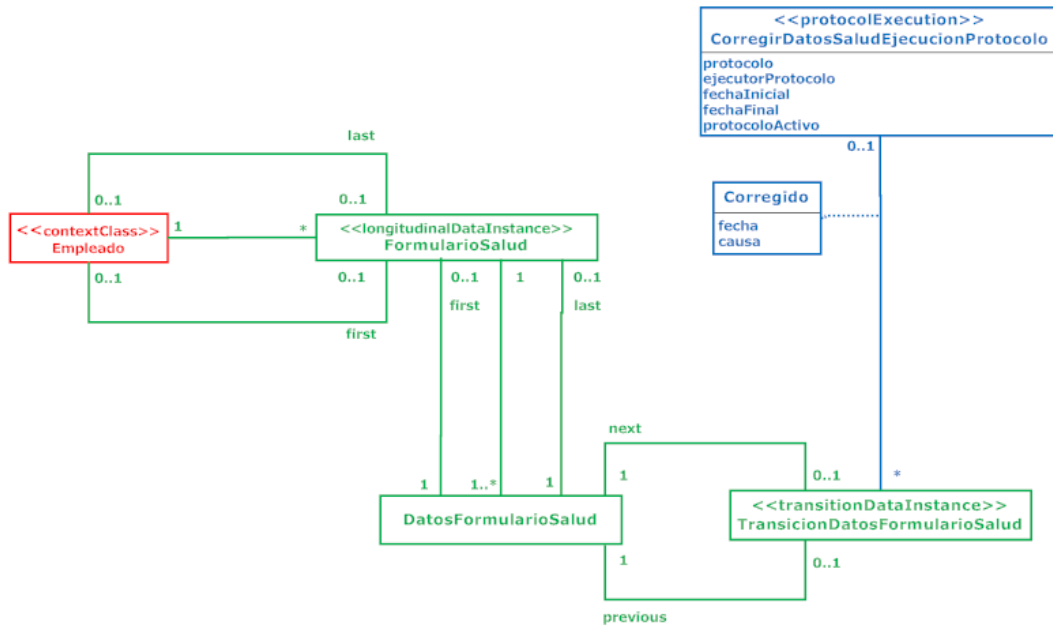 <<protocolExecution>>
CorregirDatosSaludEjecucionProtocolo
protocolo
ejecutorProtocolo
fechaInicial
fechaFinal
protocoloActivo
last
0..1
Corregido
fecha
causa
0..1
0..1
<<contextClass>>
Empleado
1
*
<<longitudinalDataInstance>>
FormularioSalud
0..1
0..1
first
0..1
first
1
0..1
last
next
1
0..1
*
1
1..*
1
DatosFormularioSalud
<<transitionDataInstance>>
TransicionDatosFormularioSalud
1
0..1
previous